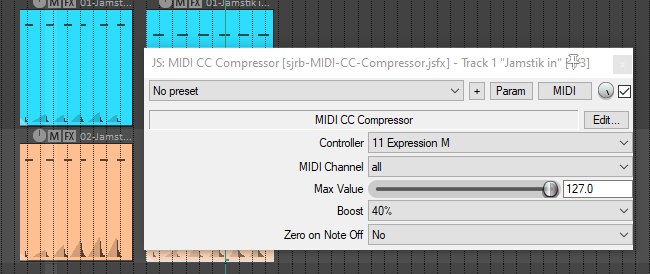 M FX 01-Jamst...
M FX 01-Jamstik i...
JS: MIDI CC Compressor [sjrb-MIDI-CC-Compressor.jsfx] - Track 1 "Jamstik in"
No preset
+
Param
MIDI
MIDI CC Compressor
Edit...
Controller
11 Expression M
MIDI Channel
all
Max Value
127.0
Boost
40%
Zero on Note Off
No
M FX 02-Jamst...